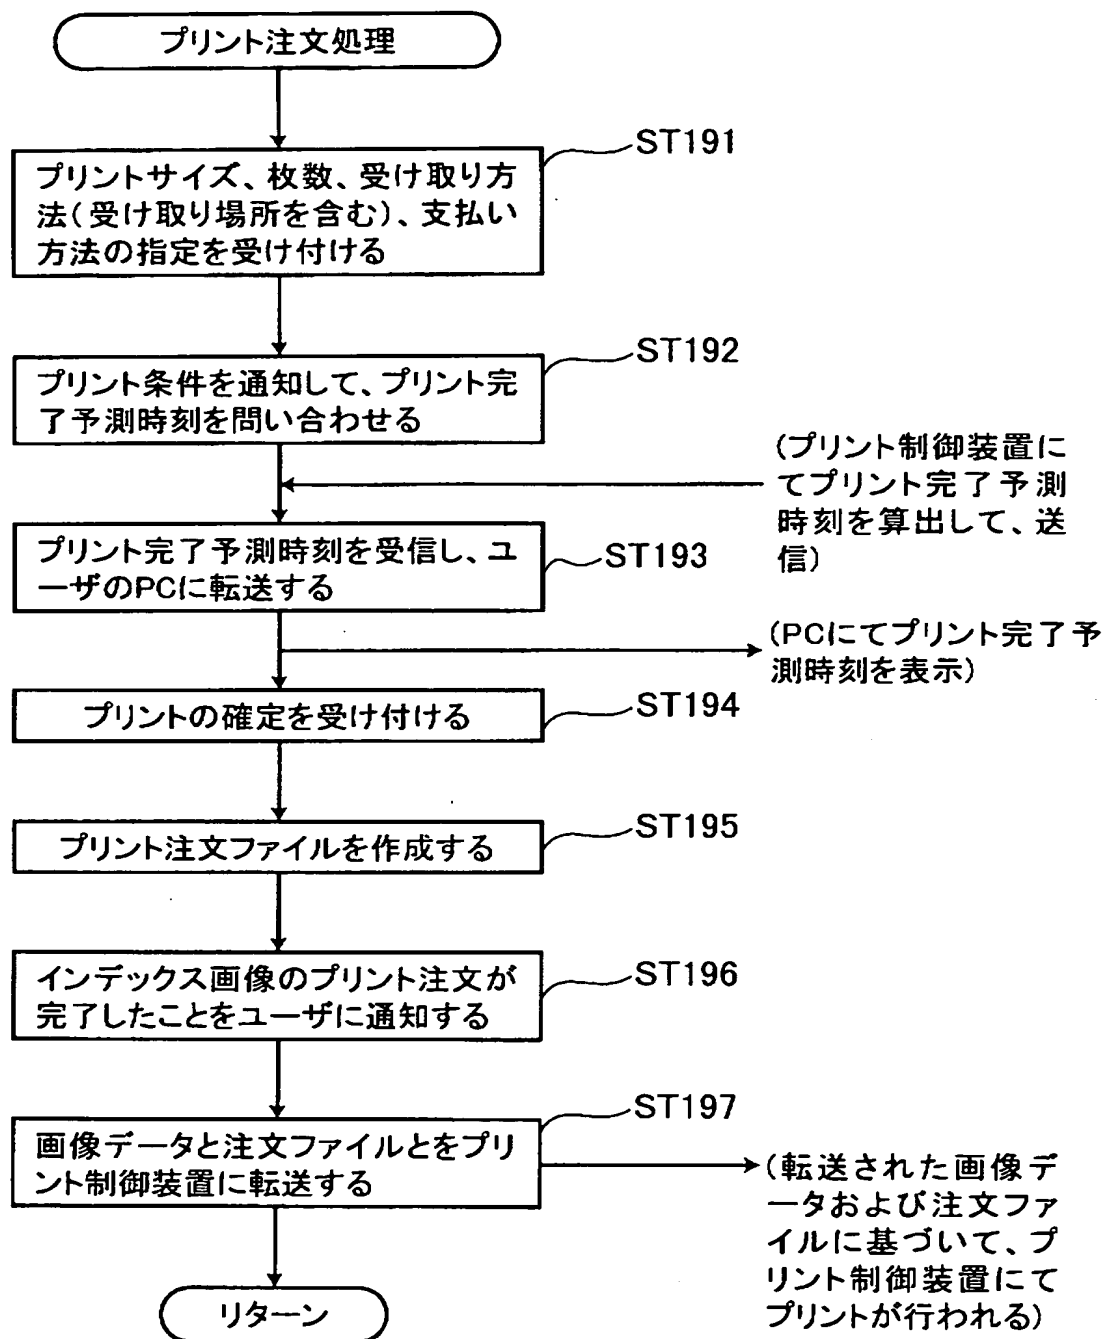 プリント注文処理
ST191
プリントサイズ、枚数、受け取り方
法(受け取り場所を含む)、支払い
方法の指定を受け付ける
ST192
プリント条件を通知して、プリント完
了予測時刻を問い合わせる
(プリント制御装置に
てプリント完了予測
時刻を算出して、送
信)
プリント完了予測時刻を受信し、ユ
ーザのPCに転送する
ST193
(PCにてプリント完了予
測時刻を表示)
プリントの確定を受け付ける
ST194
プリント注文ファイルを作成する
ST195
インデックス画像のプリント注文が
完了したことをユーザに通知する
ST196
ST197
画像データと注文ファイルとをプリ
ント制御装置に転送する
(転送された画像デ
ータおよび注文ファ
イルに基づいて、プ
リント制御装置にて
プリントが行われる)
リターン